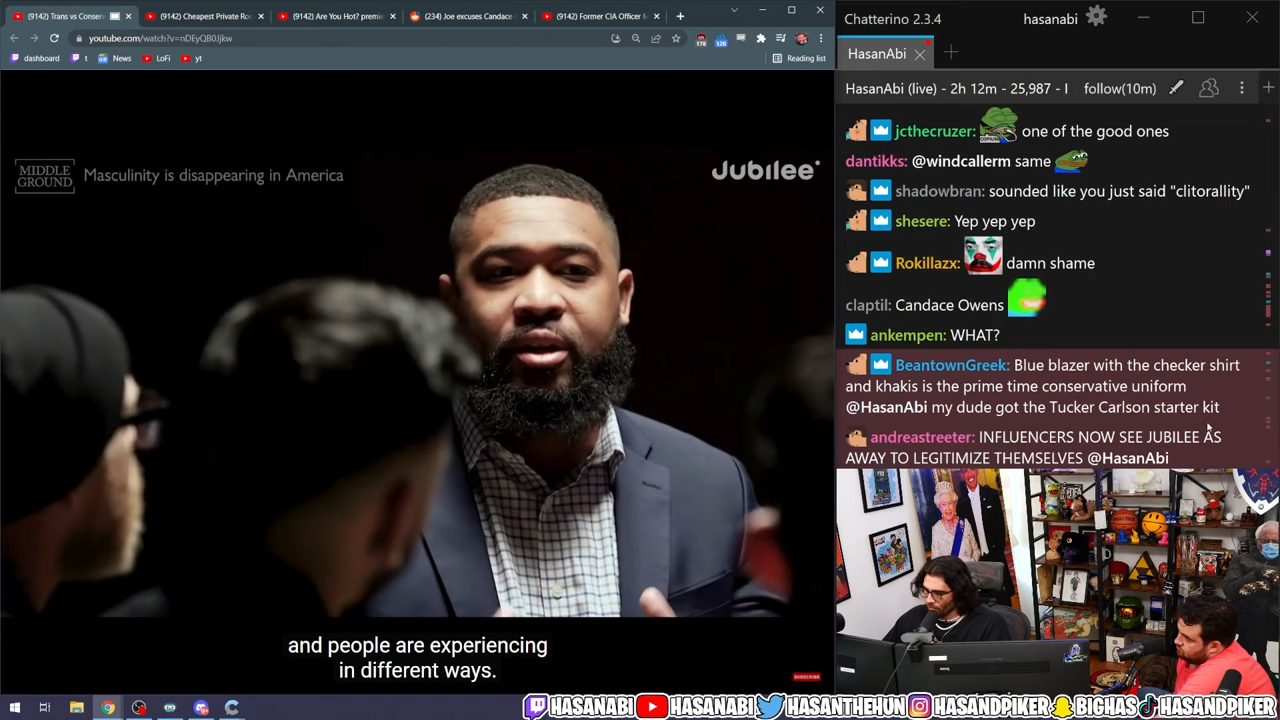 (9142) Trans vs Conserv
(9142) Cheapest Private Ro
(9142) Are You Hot? premi
(234) Joe excuses Candace
(9142) Former CIA Officer
youtube.com/watch?v=nDEyQB0Jjkw
178
120
dashboard
t
News
LoFi
yt
Reading list
MIDDLE
GROUND
Masculinity is disappearing in America
Jubilee
and people are experiencing
in different ways.
SUBSCRIBE
Chatterino 2.3.4
hasanabi
HasanAbi
HasanAbi (live) - 2h 12m - 25,987 - I
follow(10m)
jcthecruzer: one of the good ones
dantikks: @windcallerm same
shadowbran: sounded like you just said "clitorallity"
shesere: Yep yep yep
Rokillazx: damn shame
claptil: Candace Owens
ankempen: WHAT?
BeantownGreek: Blue blazer with the checker shirt
and khakis is the prime time conservative uniform
@HasanAbi my dude got the Tucker Carlson starter kit
andreastreeter: INFLUENCERS NOW SEE JUBILEE AS
AWAY TO LEGITIMIZE THEMSELVES @HasanAbi
HASANABI
HASANABI
HASANTHEHUN
HASANDPIKER
BIGHAS
HASANDPIKER